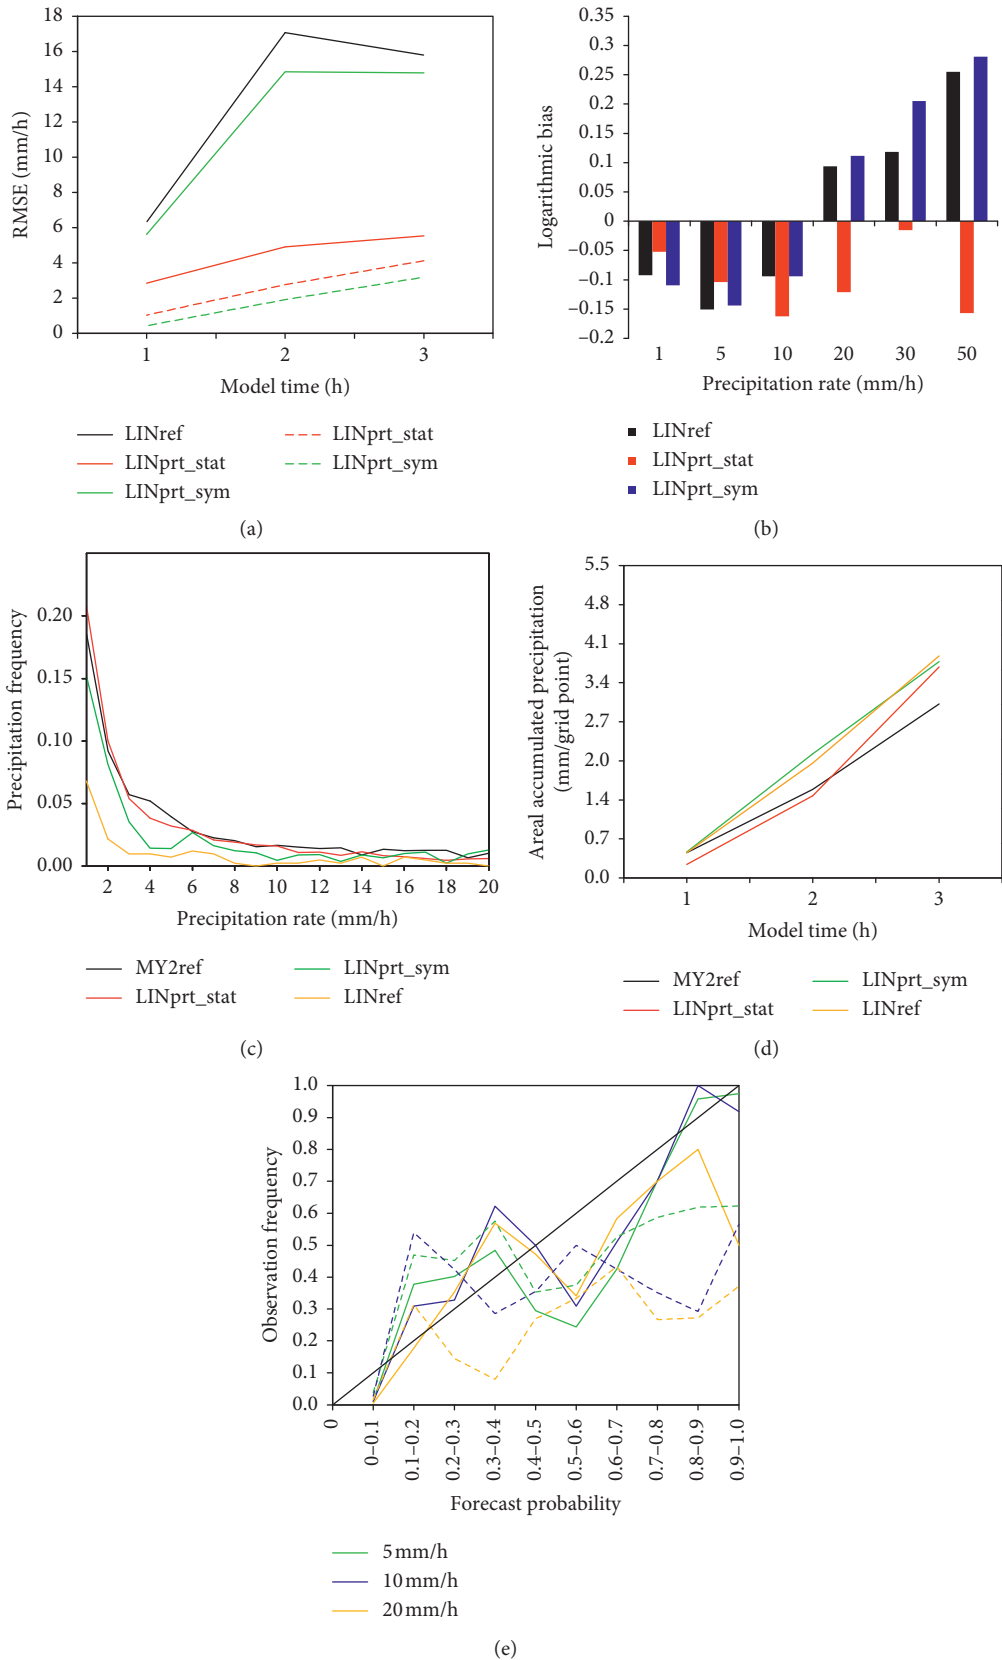 18
16
14
12
10
8
6
4
2
0
RMSE (mm/h)
1 2 3
Model time (h)
LINref
LINprt_stat
LINprt_sym
LINprt_stat
LINprt_sym
(a)
0.35
0.3
0.25
0.2
0.15
0.1
0.05
0
–0.05
–0.1
–0.15
–0.2
Logarithmic bias
1 5 10 20 30 50
Precipitation rate (mm/h)
LINref
LINprt_stat
LINprt_sym
(b)
0.20
0.15
0.10
0.05
0.00
Precipitation frequency
2 4 6 8 10 12 14 16 18 20
Precipitation rate (mm/h)
MY2ref
LINprt_stat
LINprt_sym
LINref
(c)
5.5
4.8
4.1
3.4
2.7
2.0
1.4
0.7
0.0
Areal accumulated precipitation
(mm/grid point)
1 2 3
Model time (h)
MY2ref
LINprt_stat
LINprt_sym
LINref
(d)
1.0
0.9
0.8
0.7
0.6
0.5
0.4
0.3
0.2
0.1
0.0
Observation frequency
0
0–0.1
0.1–0.2
0.2–0.3
0.3–0.4
0.4–0.5
0.5–0.6
0.6–0.7
0.7–0.8
0.8–0.9
0.9–1.0
Forecast probability
5 mm/h
10 mm/h
20 mm/h
(e)